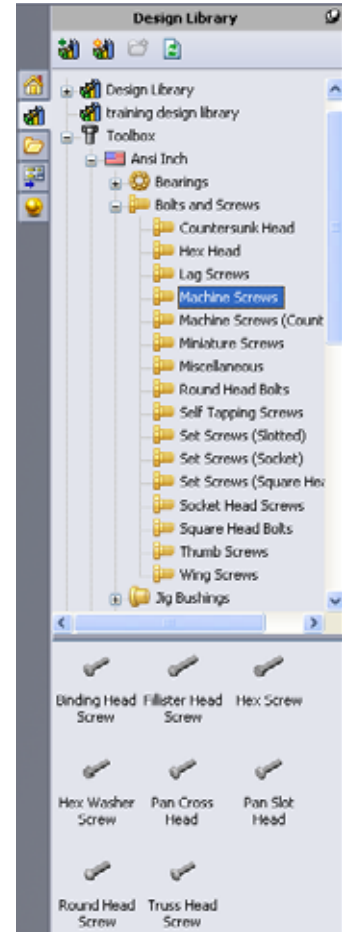 Design Library
Design Library
training design library
Toolbox
Ansi Inch
Bearings
Bolts and Screws
Countersunk Head
Hex Head
Lag Screws
Machine Screws
Machine Screws (Count
Miniature Screws
Miscellaneous
Round Head Bolts
Self Tapping Screws
Set Screws (Slotted)
Set Screws (Socket)
Set Screws (Square Hea
Socket Head Screws
Square Head Bolts
Thumb Screws
Wing Screws
Jig Bushings
Binding Head Fillister Head Hex Screw
Screw Screw
Hex Washer Pan Cross Pan Slot
Screw Head Head
Round Head Truss Head
Screw Screw